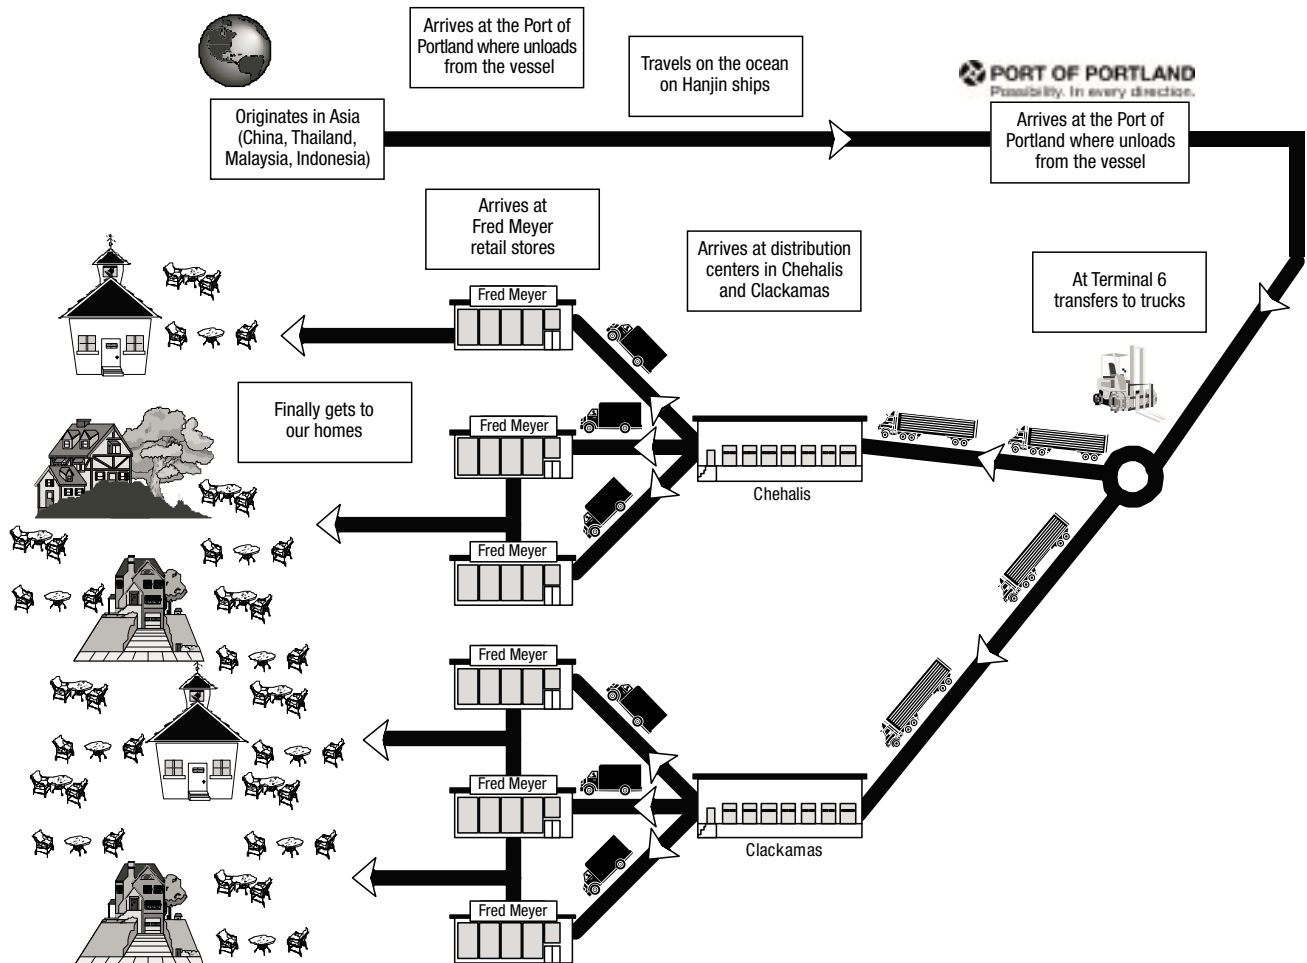 Arrives at the Port of
Portland where unloads
from the vessel
Travels on the ocean
on Hanjin ships
PORT OF PORTLAND
Possibility. In every direction.
Originates in Asia
(China, Thailand,
Malaysia, Indonesia)
Arrives at the Port of
Portland where unloads
from the vessel
Arrives at
Fred Meyer
retail stores
Arrives at distribution
centers in Chehalis
and Clackamas
At Terminal 6
transfers to trucks
Fred Meyer
Finally gets to
our homes
Fred Meyer
Chehalis
Fred Meyer
Fred Meyer
Fred Meyer
Clackamas
Fred Meyer